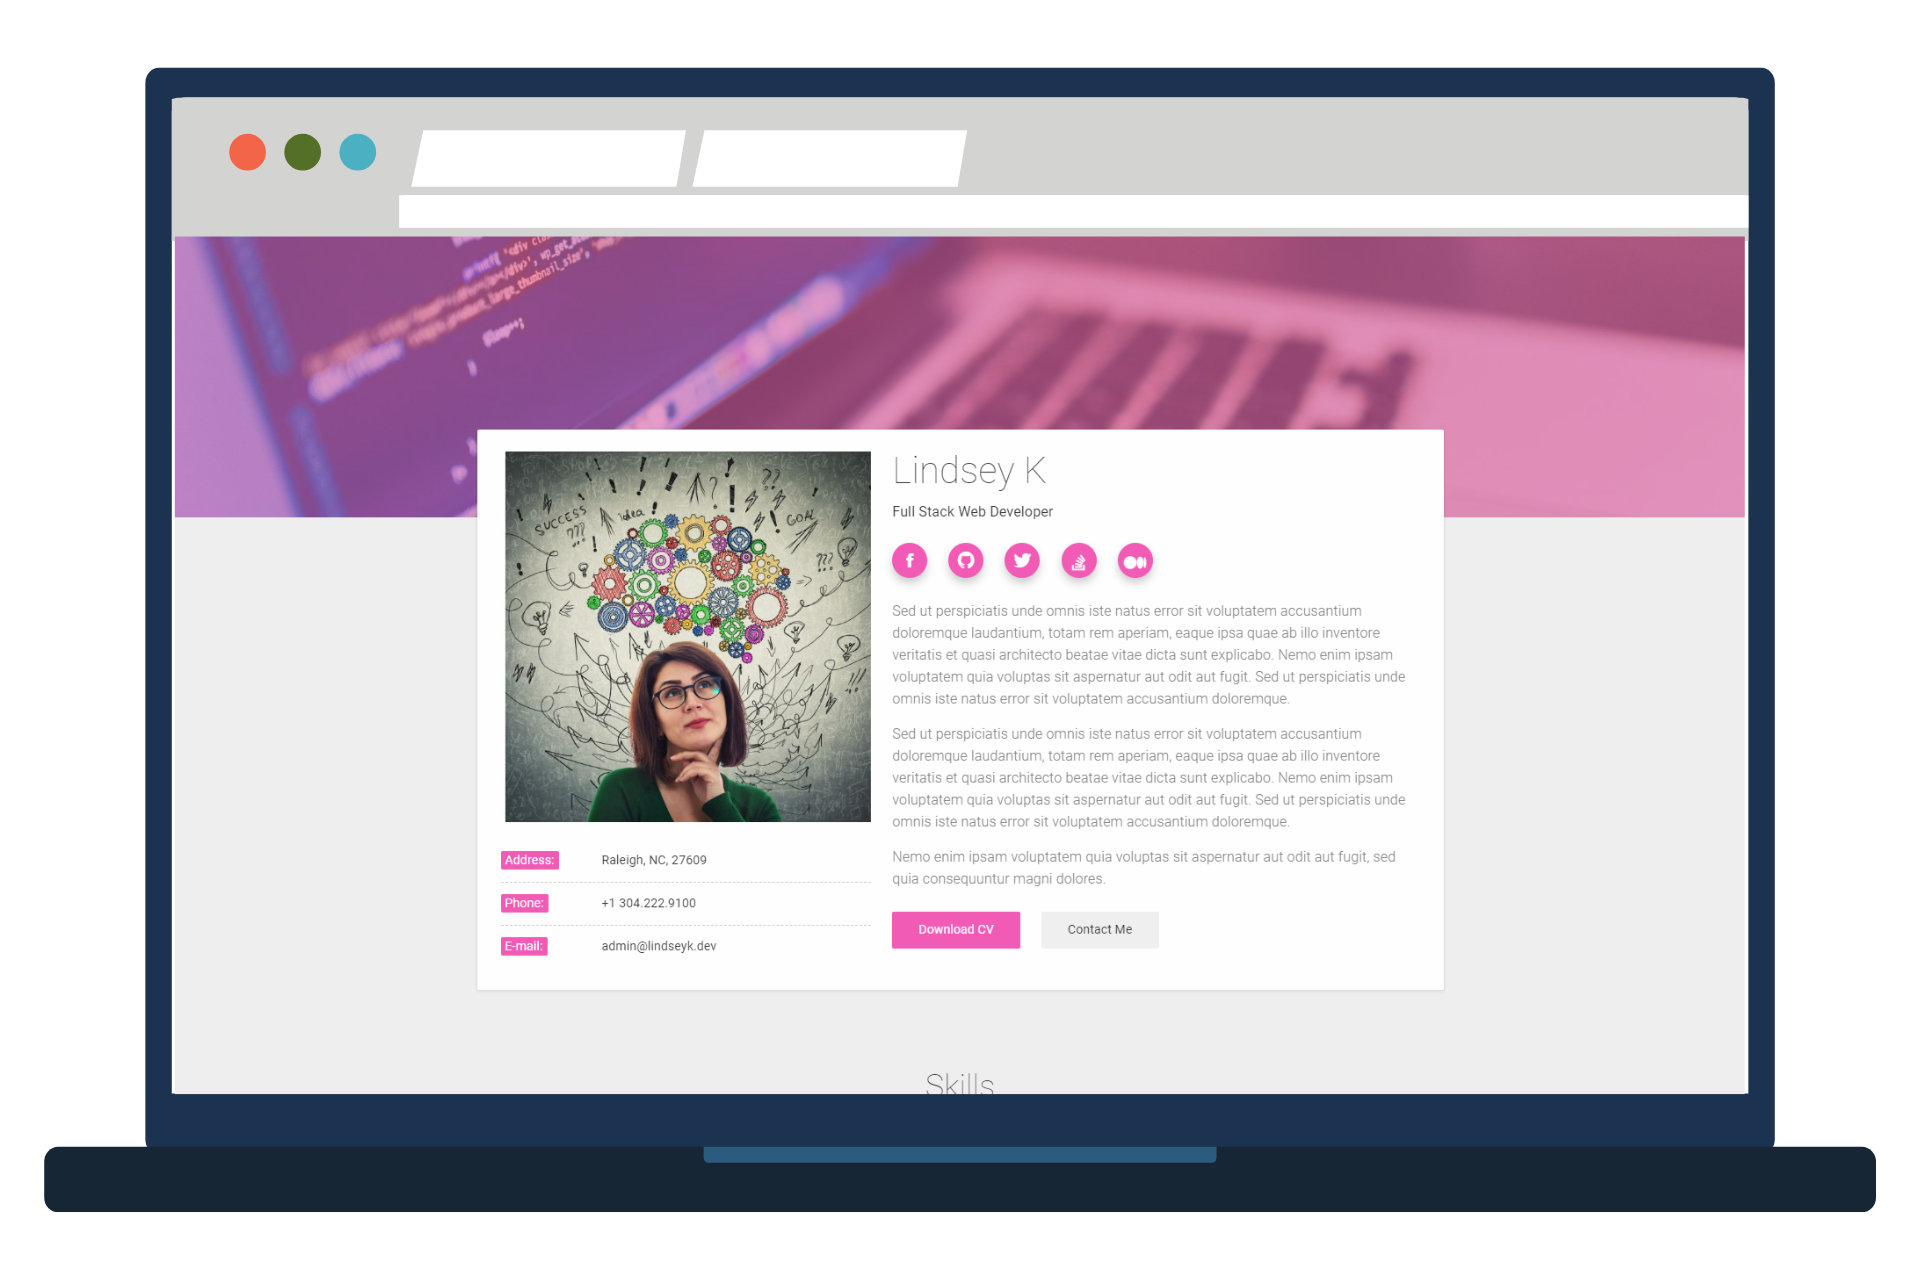 printf( '<div cla
</div>', wp_get_at
large_thumbnail_size',
$loop++;
}
SUCCESS
???
idea
GOAL
??
???
Lindsey K
Full Stack Web Developer
Sed ut perspiciatis unde omnis iste natus error sit voluptatem accusantium
doloremque laudantium, totam rem aperiam, eaque ipsa quae ab illo inventore
veritatis et quasi architecto beatae vitae dicta sunt explicabo. Nemo enim ipsam
voluptatem quia voluptas sit aspernatur aut odit aut fugit. Sed ut perspiciatis unde
omnis iste natus error sit voluptatem accusantium doloremque.
Sed ut perspiciatis unde omnis iste natus error sit voluptatem accusantium
doloremque laudantium, totam rem aperiam, eaque ipsa quae ab illo inventore
veritatis et quasi architecto beatae vitae dicta sunt explicabo. Nemo enim ipsam
voluptatem quia voluptas sit aspernatur aut odit aut fugit. Sed ut perspiciatis unde
omnis iste natus error sit voluptatem accusantium doloremque.
Nemo enim ipsam voluptatem quia voluptas sit aspernatur aut odit aut fugit, sed
quia consequuntur magni dolores.
Download CV
Contact Me
Address: Raleigh, NC, 27609
Phone: +1 304.222.9100
E-mail: admin@lindseyk.dev
Skills